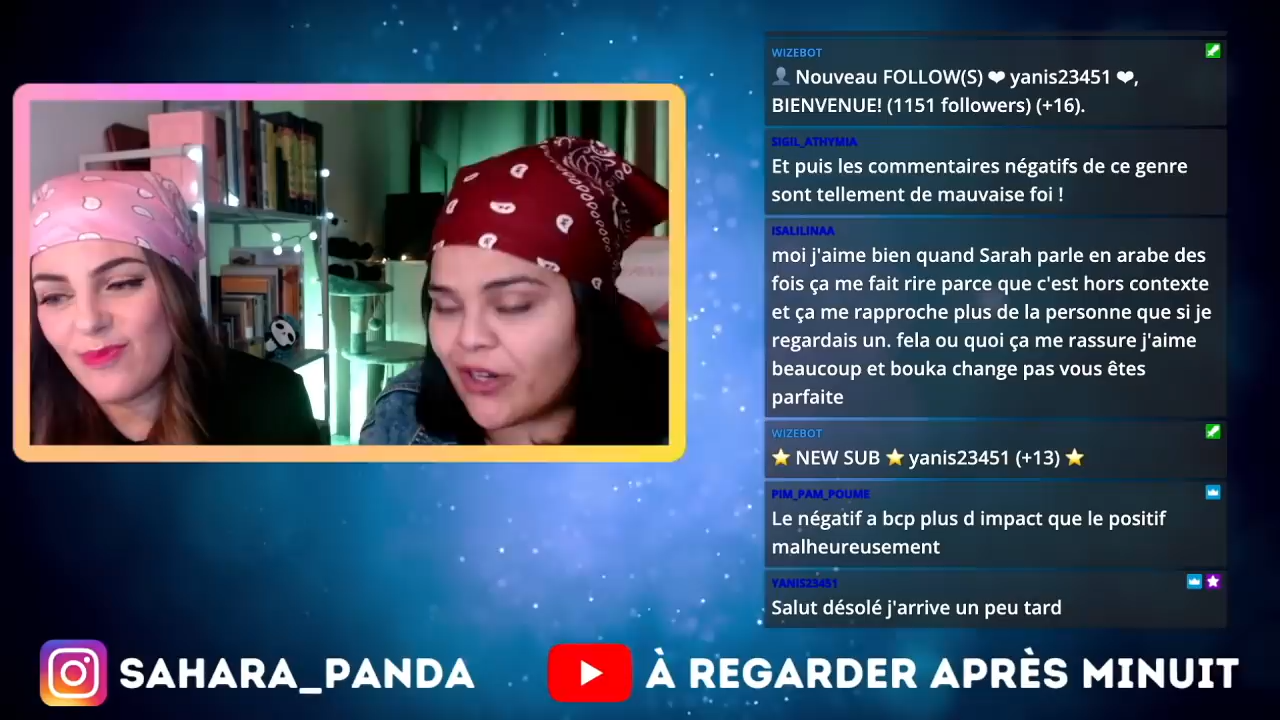 WIZEBOT
👤 Nouveau FOLLOW(S) ❤ yanis23451 ❤,
BIENVENUE! (1151 followers) (+16).
SIGIL_ATHYMIA
Et puis les commentaires négatifs de ce genre
sont tellement de mauvaise foi !
ISALILINAA
moi j'aime bien quand Sarah parle en arabe des
fois ça me fait rire parce que c'est hors contexte
et ça me rapproche plus de la personne que si je
regardais un. fela ou quoi ça me rassure j'aime
beaucoup et bouka change pas vous êtes
parfaite
WIZEBOT
⭐ NEW SUB ⭐ yanis23451 (+13) ⭐
PIM_PAM_POUME
Le négatif a bcp plus d impact que le positif
malheureusement
YANIS23451
Salut désolé j'arrive un peu tard
SAHARA_PANDA
À REGARDER APRÈS MINUIT